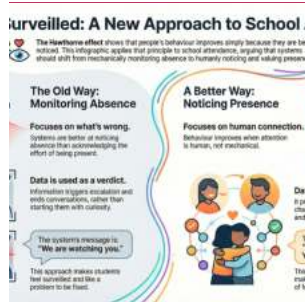 urveilled: A New Approach to School
The Hawthorne effect shows that people's behaviour improves simply because they are be
noticed. This infographic applies that principle to school attendance, arguing that systems
should shift from mechanically monitoring absence to humanly noticing and valuing presenc
The Old Way:
Monitoring Absence
Focuses on what's wrong.
Systems are better at noticing
absence than acknowledging the
effort of being present.
Data is used as a verdict.
Information triggers escalation and
ends conversations, rather than
starting them with curiosity.
The system's message is:
"We are watching you."
This approach makes students
feel surveilled and like a
problem to be fixed.
A Better Way:
Noticing Presence
Focuses on human connection.
Behaviour improves when attention
is human, not mechanical.
Da